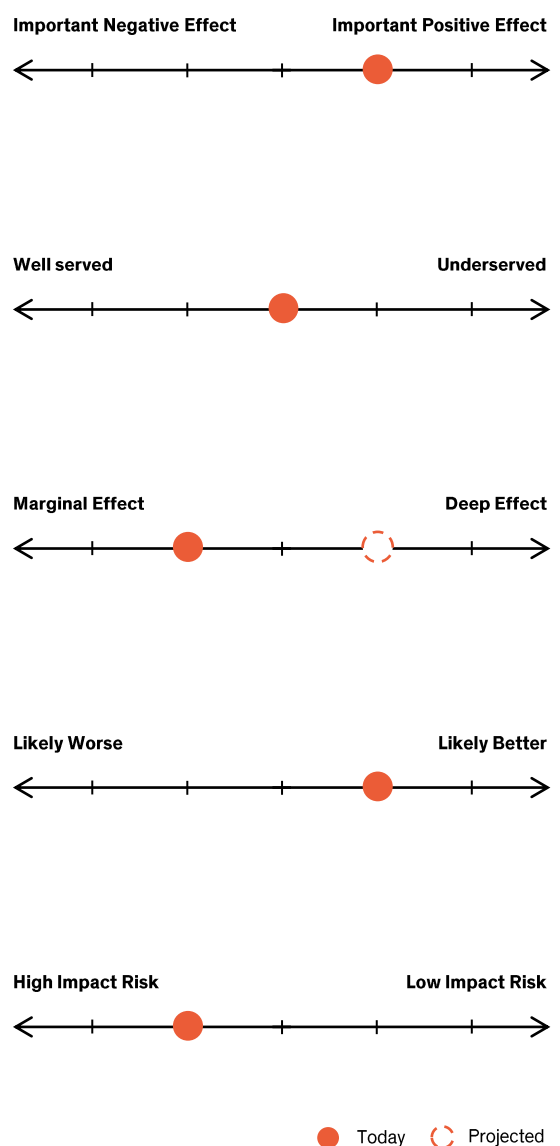 Important Negative Effect Important Positive Effect
Well served Underserved
Marginal Effect Deep Effect
Likely Worse Likely Better
High Impact Risk Low Impact Risk
Today Projected